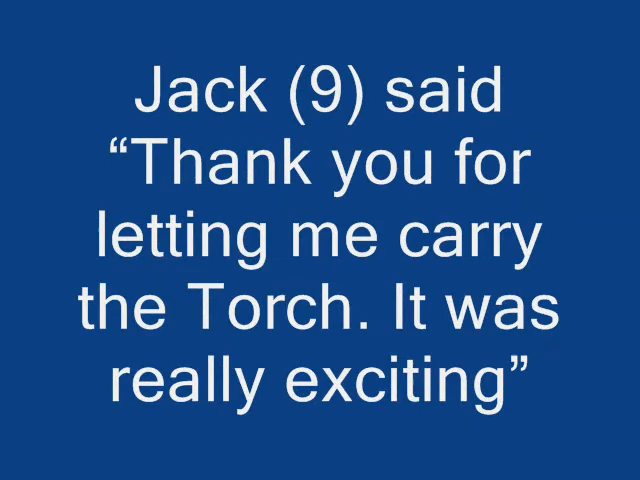 Jack (9) said
“Thank you for
letting me carry
the Torch. It was
really exciting”